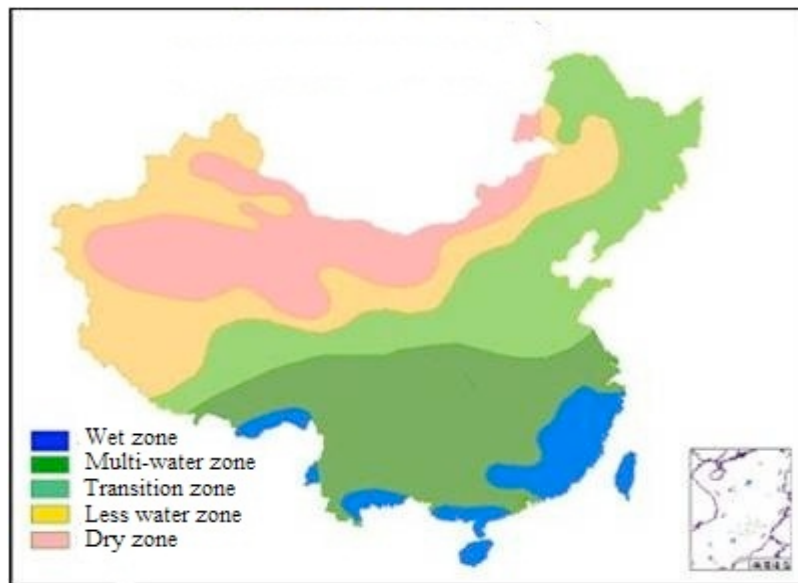 Wet zone
Multi-water zone
Transition zone
Less water zone
Dry zone